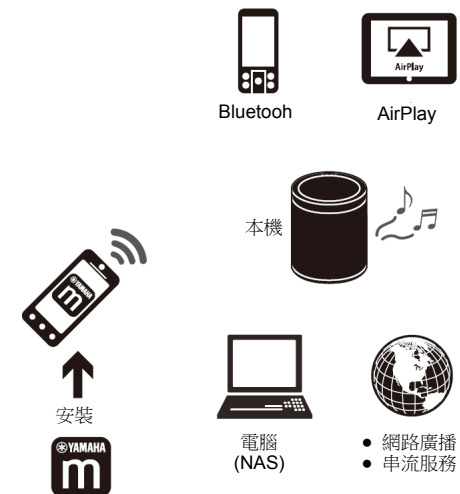 AirPlay
Bluetooh
AirPlay
本機
YAMAHA
m
安裝
YAMAHA
m
電腦
(NAS)
● 網路廣播
● 串流服務